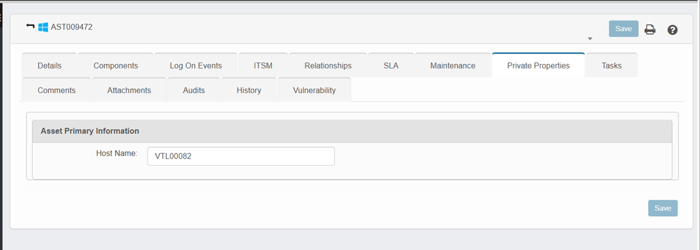 AST009472
Save
Details Components Log On Events ITSM Relationships SLA Maintenance Private Properties Tasks
Comments Attachments Audits History Vulnerability
Asset Primary Information
Host Name: VTL00082
Save